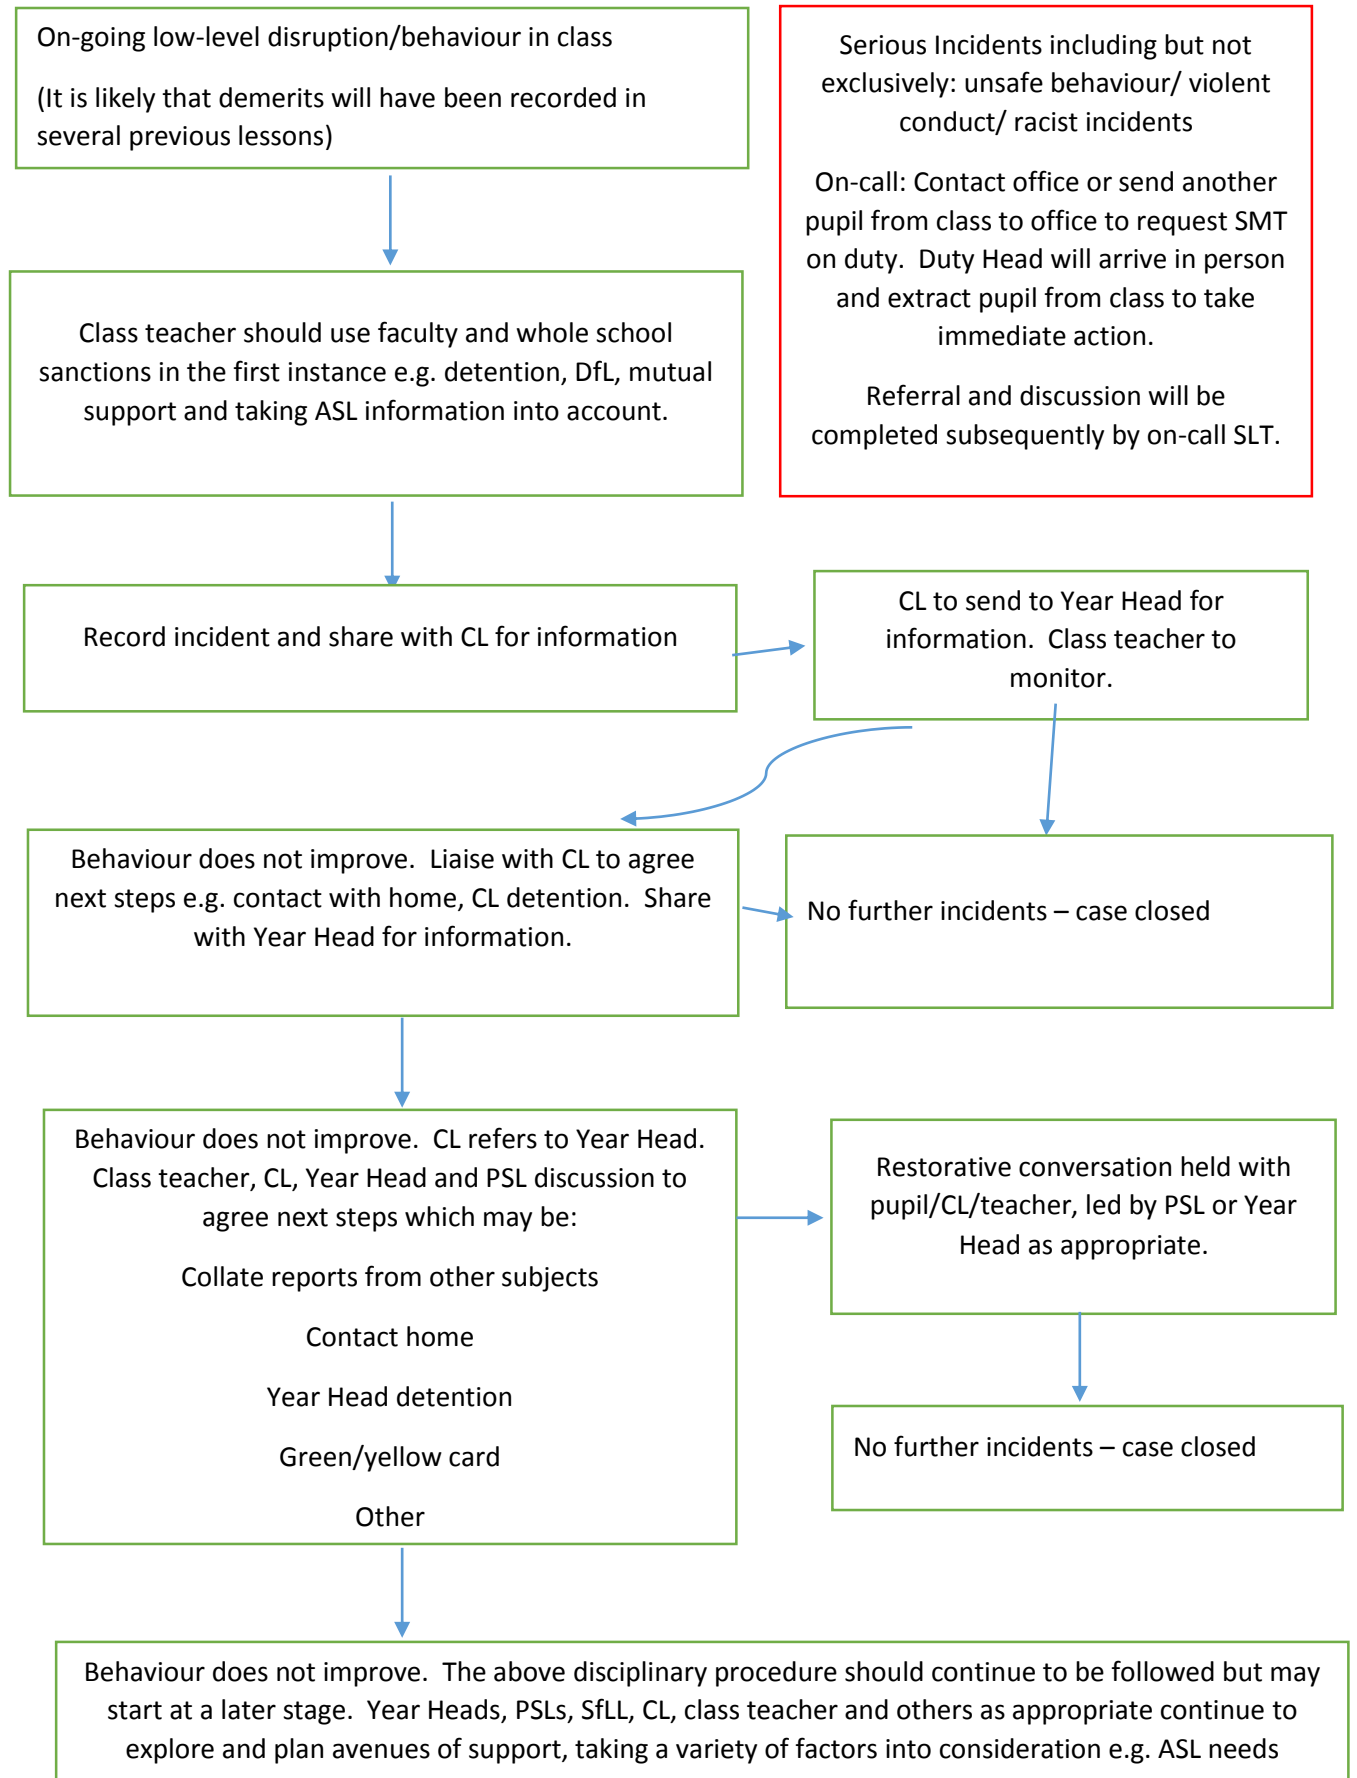 On-going low-level disruption/behaviour in class
(It is likely that demerits will have been recorded in
several previous lessons)
Serious Incidents including but not
exclusively: unsafe behaviour/ violent
conduct/ racist incidents
On-call: Contact office or send another
pupil from class to office to request SMT
on duty.  Duty Head will arrive in person
and extract pupil from class to take
immediate action.
Referral and discussion will be
completed subsequently by on-call SLT.
Class teacher should use faculty and whole school
sanctions in the first instance e.g. detention, DfL, mutual
support and taking ASL information into account.
Record incident and share with CL for information
CL to send to Year Head for
information.  Class teacher to
monitor.
Behaviour does not improve.  Liaise with CL to agree
next steps e.g. contact with home, CL detention.  Share
with Year Head for information.
No further incidents – case closed
Behaviour does not improve.  CL refers to Year Head.
Class teacher, CL, Year Head and PSL discussion to
agree next steps which may be:
Collate reports from other subjects
Contact home
Year Head detention
Green/yellow card
Other
Restorative conversation held with
pupil/CL/teacher, led by PSL or Year
Head as appropriate.
No further incidents – case closed
Behaviour does not improve.  The above disciplinary procedure should continue to be followed but may
start at a later stage.  Year Heads, PSLs, SfLL, CL, class teacher and others as appropriate continue to
explore and plan avenues of support, taking a variety of factors into consideration e.g. ASL needs